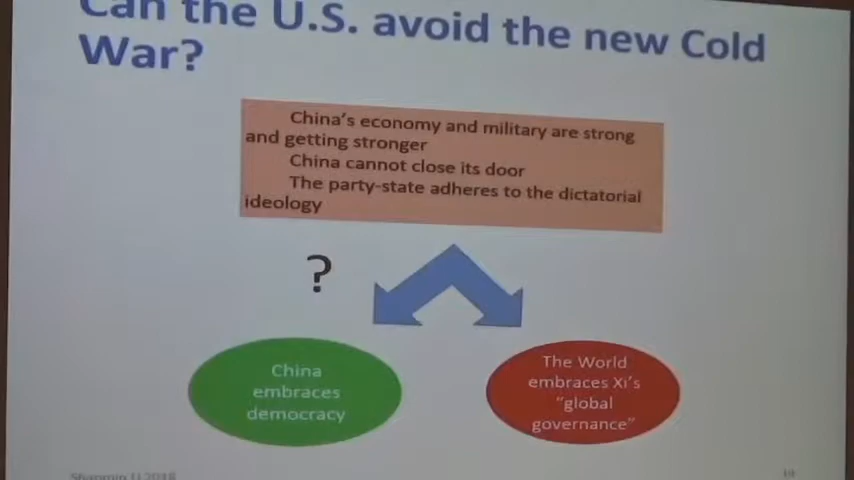 Can the U.S. avoid the new Cold
War?
China's economy and military are strong
and getting stronger
China cannot close its door
The party-state adheres to the dictatorial
ideology
?
China
embraces
democracy
The World
embraces Xi's
"global
governance"
2018